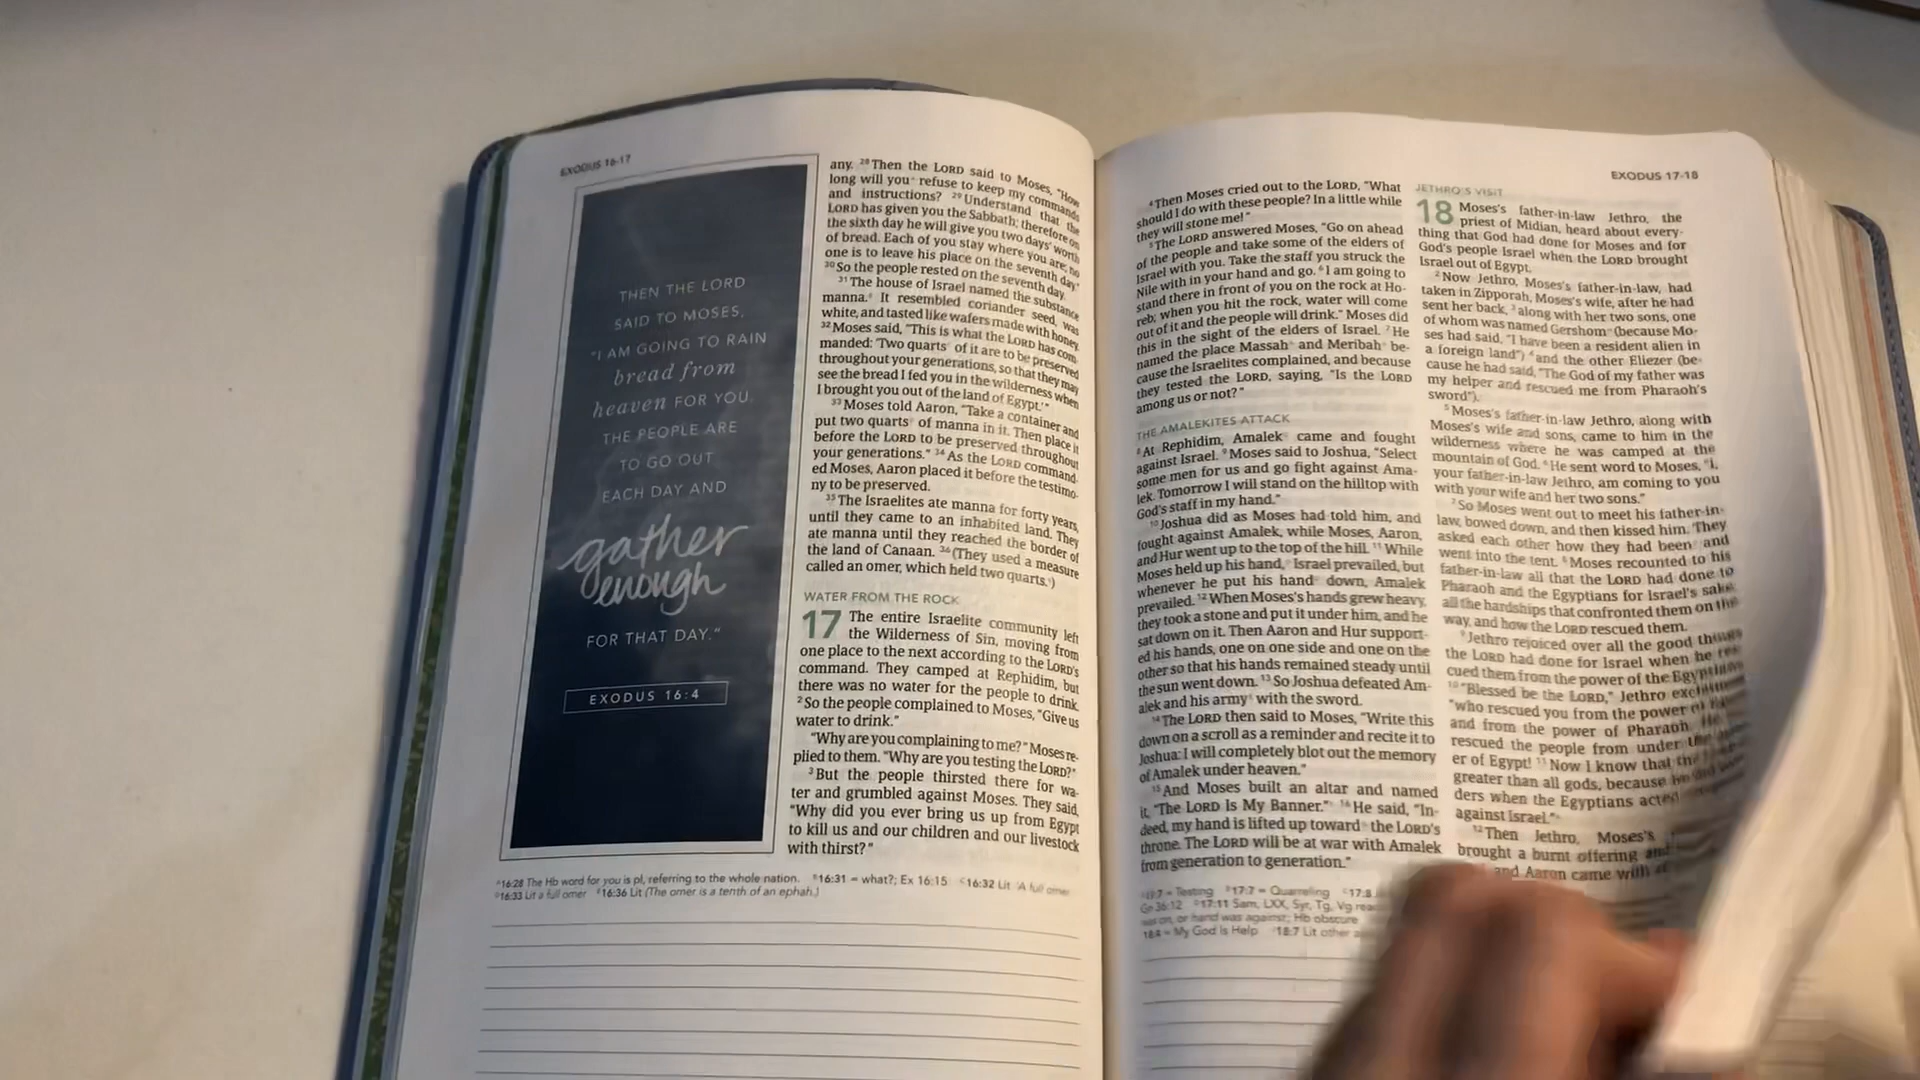 EXODUS 16-17
THEN THE LORD
SAID TO MOSES,
"I AM GOING TO RAIN
bread from
heaven FOR YOU.
THE PEOPLE ARE
TO GO OUT
EACH DAY AND
gather
enough
FOR THAT DAY."
EXODUS 16:4
any. 28 Then the LORD said to Moses, "How
long will you refuse to keep my commands
and instructions? 29 Understand that the
LORD has given you the Sabbath; therefore on
the sixth day he will give you two days' worth
of bread. Each of you stay where you are; no
one is to leave his place on the seventh day."
30 So the people rested on the seventh day.
31 The house of Israel named the substance
manna. It resembled coriander seed, was
white, and tasted like wafers made with honey.
32 Moses said, "This is what the LORD has com-
manded: 'Two quarts of it are to be preserved
throughout your generations, so that they may
see the bread I fed you in the wilderness when
I brought you out of the land of Egypt.'"
33 Moses told Aaron, "Take a container and
put two quarts of manna in it. Then place it
before the LORD to be preserved throughout
your generations." 34 As the LORD command-
ed Moses, Aaron placed it before the testimo-
ny to be preserved.
35 The Israelites ate manna for forty years,
until they came to an inhabited land. They
ate manna until they reached the border of
the land of Canaan. 36 (They used a measure
called an omer, which held two quarts.)
WATER FROM THE ROCK
17 The entire Israelite community left
the Wilderness of Sin, moving from
one place to the next according to the LORD's
command. They camped at Rephidim, but
there was no water for the people to drink.
2 So the people complained to Moses, "Give us
water to drink."
"Why are you complaining to me?" Moses re-
plied to them. "Why are you testing the LORD?"
3 But the people thirsted there for wa-
ter and grumbled against Moses. They said,
"Why did you ever bring us up from Egypt
to kill us and our children and our livestock
with thirst?"
16:28 The Hb word for you is pl, referring to the whole nation. 16:31 = what?; Ex 16:15 16:32 Lit 'A full omer
16:33 Lit a full omer 16:36 Lit (The omer is a tenth of an ephah.)
EXODUS 17-18
4 Then Moses cried out to the LORD, "What
should I do with these people? In a little while
they will stone me!"
5 The LORD answered Moses, "Go on ahead
of the people and take some of the elders of
Israel with you. Take the staff you struck the
Nile with in your hand and go. 6 I am going to
stand there in front of you on the rock at Ho-
reb; when you hit the rock, water will come
out of it and the people will drink." Moses did
this in the sight of the elders of Israel. 7 He
named the place Massah and Meribah be-
cause the Israelites complained, and because
they tested the LORD, saying, "Is the LORD
among us or not?"
THE AMALEKITES ATTACK
8 At Rephidim, Amalek came and fought
against Israel. 9 Moses said to Joshua, "Select
some men for us and go fight against Ama-
lek. Tomorrow I will stand on the hilltop with
God's staff in my hand."
10 Joshua did as Moses had told him, and
fought against Amalek, while Moses, Aaron,
and Hur went up to the top of the hill. 11 While
Moses held up his hand, Israel prevailed, but
whenever he put his hand down, Amalek
prevailed. 12 When Moses's hands grew heavy,
they took a stone and put it under him, and he
sat down on it. Then Aaron and Hur support-
ed his hands, one on one side and one on the
other so that his hands remained steady until
the sun went down. 13 So Joshua defeated Am-
alek and his army with the sword.
14 The LORD then said to Moses, "Write this
down on a scroll as a reminder and recite it to
Joshua: I will completely blot out the memory
of Amalek under heaven."
15 And Moses built an altar and named
it, "The LORD Is My Banner." 16 He said, "In-
deed, my hand is lifted up toward the LORD's
throne. The LORD will be at war with Amalek
from generation to generation."
JETHRO'S VISIT
18 Moses's father-in-law Jethro, the
priest of Midian, heard about every-
thing that God had done for Moses and for
God's people Israel when the LORD brought
Israel out of Egypt.
2 Now Jethro, Moses's father-in-law, had
taken in Zipporah, Moses's wife, after he had
sent her back, 3 along with her two sons, one
of whom was named Gershom (because Mo-
ses had said, "I have been a resident alien in
a foreign land") 4 and the other Eliezer (be-
cause he had said, "The God of my father was
my helper and rescued me from Pharaoh's
sword").
5 Moses's father-in-law Jethro, along with
Moses's wife and sons, came to him in the
wilderness where he was camped at the
mountain of God. 6 He sent word to Moses, "I,
your father-in-law Jethro, am coming to you
with your wife and her two sons."
7 So Moses went out to meet his father-in-
law, bowed down, and then kissed him. They
asked each other how they had been and
went into the tent. 8 Moses recounted to his
father-in-law all that the LORD had done to
Pharaoh and the Egyptians for Israel's sake,
all the hardships that confronted them on the
way, and how the LORD rescued them.
9 Jethro rejoiced over all the good things
the LORD had done for Israel when he res-
cued them from the power of the Egyptians.
10 "Blessed be the LORD," Jethro exclaimed,
"who rescued you from the power of
and from the power of Pharaoh. He
rescued the people from under
er of Egypt! 11 Now I know that
greater than all gods, because
ders when the Egyptians acted
against Israel."
12 Then Jethro, Moses's
brought a burnt offering and
and Aaron came with
17:7 = Testing 17:7 = Quarreling 17:8
Gn 36:12 17:11 Sam, LXX, Syr, Tg, Vg
or hand was against; Hb obscure
18:4 = My God Is Help 18:7 Lit other